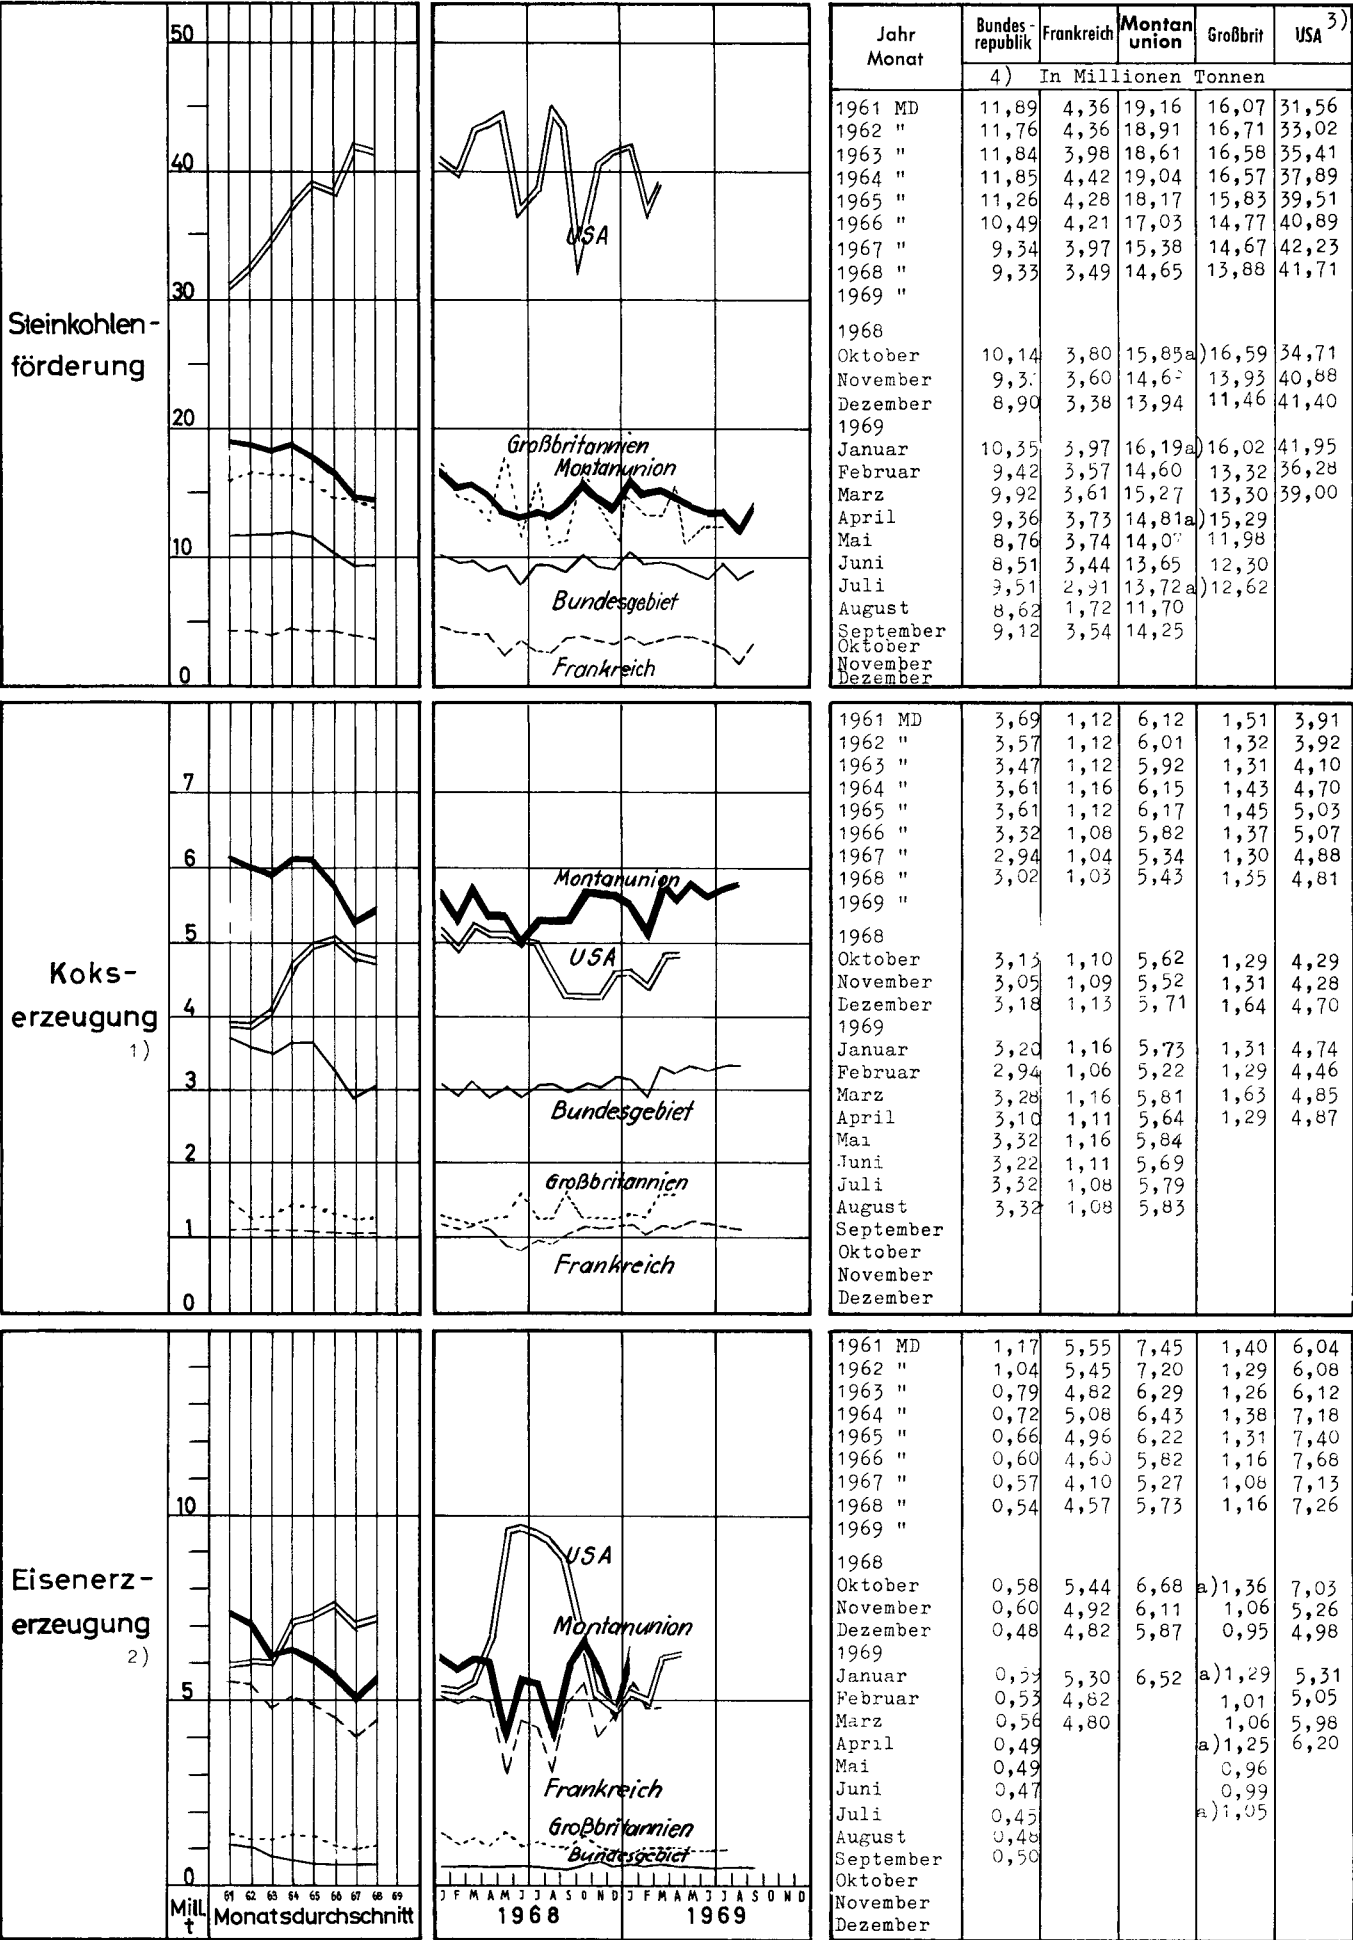 Steinkohlen-
förderung
50
40
30
20
10
0
USA
Großbritannien
Montanunion
Bundesgebiet
Frankreich
Jahr Monat Bundes-republik Frankreich Montan union Großbrit USA 3)
4) In Millionen Tonnen
1961 MD 11,89 4,36 19,16 16,07 31,56
1962 " 11,76 4,36 18,91 16,71 33,02
1963 " 11,84 3,98 18,61 16,58 35,41
1964 " 11,85 4,42 19,04 16,57 37,89
1965 " 11,26 4,28 18,17 15,83 39,51
1966 " 10,49 4,21 17,03 14,77 40,89
1967 " 9,34 3,97 15,38 14,67 42,23
1968 " 9,33 3,49 14,65 13,88 41,71
1969 "
1968
Oktober 10,14 3,80 15,85 a)16,59 34,71
November 3,60 13,93 40,88
Dezember 8,90 3,38 13,94 11,46 41,40
1969
Januar 10,35 3,97 16,19 a)16,02 41,95
Februar 9,42 3,57 14,60 13,32 36,28
Marz 9,92 3,61 15,27 13,30 39,00
April 9,36 3,73 14,81 a)15,29
Mai 8,76 3,74 11,98
Juni 8,51 3,44 13,65 12,30
Juli 9,51 2,91 13,72 a)12,62
August 8,62 1,72 11,70
September 9,12 3,54 14,25
Oktober
November
Dezember
Koks-
erzeugung
1)
7
6
5
4
3
2
1
0
Montanunion
USA
Bundesgebiet
Großbritannien
Frankreich
1961 MD 3,69 1,12 6,12 1,51 3,91
1962 " 3,57 1,12 6,01 1,32 3,92
1963 " 3,47 1,12 5,92 1,31 4,10
1964 " 3,61 1,16 6,15 1,43 4,70
1965 " 3,61 1,12 6,17 1,45 5,03
1966 " 3,32 1,08 5,82 1,37 5,07
1967 " 2,94 1,04 5,34 1,30 4,88
1968 " 3,02 1,03 5,43 1,35 4,81
1969 "
1968
Oktober 3,13 1,10 5,62 1,29 4,29
November 3,05 1,09 5,52 1,31 4,28
Dezember 3,18 1,13 5,71 1,64 4,70
1969
Januar 3,20 1,16 5,73 1,31 4,74
Februar 2,94 1,06 5,22 1,29 4,46
Marz 3,28 1,16 5,81 1,63 4,85
April 3,10 1,11 5,64 1,29 4,87
Mai 3,32 1,16 5,84
Juni 3,22 1,11 5,69
Juli 3,32 1,08 5,79
August 3,32 1,08 5,83
September
Oktober
November
Dezember
Eisenerz-
erzeugung
2)
10
5
0
USA
Montanunion
Frankreich
Großbritannien
Bundesgebiet
1961 MD 1,17 5,55 7,45 1,40 6,04
1962 " 1,04 5,45 7,20 1,29 6,08
1963 " 0,79 4,82 6,29 1,26 6,12
1964 " 0,72 5,08 6,43 1,38 7,18
1965 " 0,66 4,96 6,22 1,31 7,40
1966 " 0,60 4,60 5,82 1,16 7,68
1967 " 0,57 4,10 5,27 1,08 7,13
1968 " 0,54 4,57 5,73 1,16 7,26
1969 "
1968
Oktober 0,58 5,44 6,68 a)1,36 7,03
November 0,60 4,92 6,11 1,06 5,26
Dezember 0,48 4,82 5,87 0,95 4,98
1969
Januar 0,59 5,30 6,52 a)1,29 5,31
Februar 0,53 4,82 1,01 5,05
Marz 0,56 4,80 1,06 5,98
April 0,49 a)1,25 6,20
Mai 0,49 0,96
Juni 0,47 0,99
Juli 0,45 a)1,05
August 0,48
September 0,50
Oktober
November
Dezember
Mill. t
61 62 63 64 65 66 67 68 69
Monatsdurchschnitt
J F M A M J J A S O N D J F M A M J J A S O N D
1968 1969